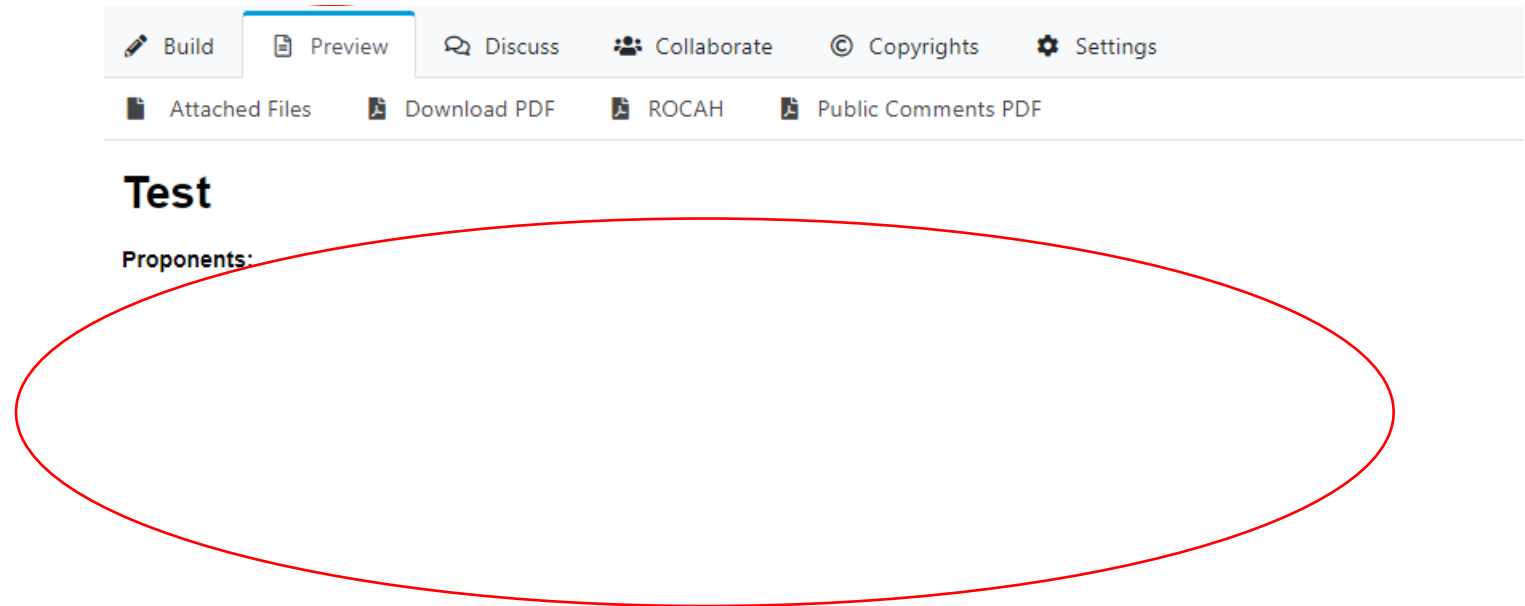 Build Preview Discuss Collaborate © Copyrights Settings
Attached Files Download PDF ROCAH Public Comments PDF
Test
Proponents: